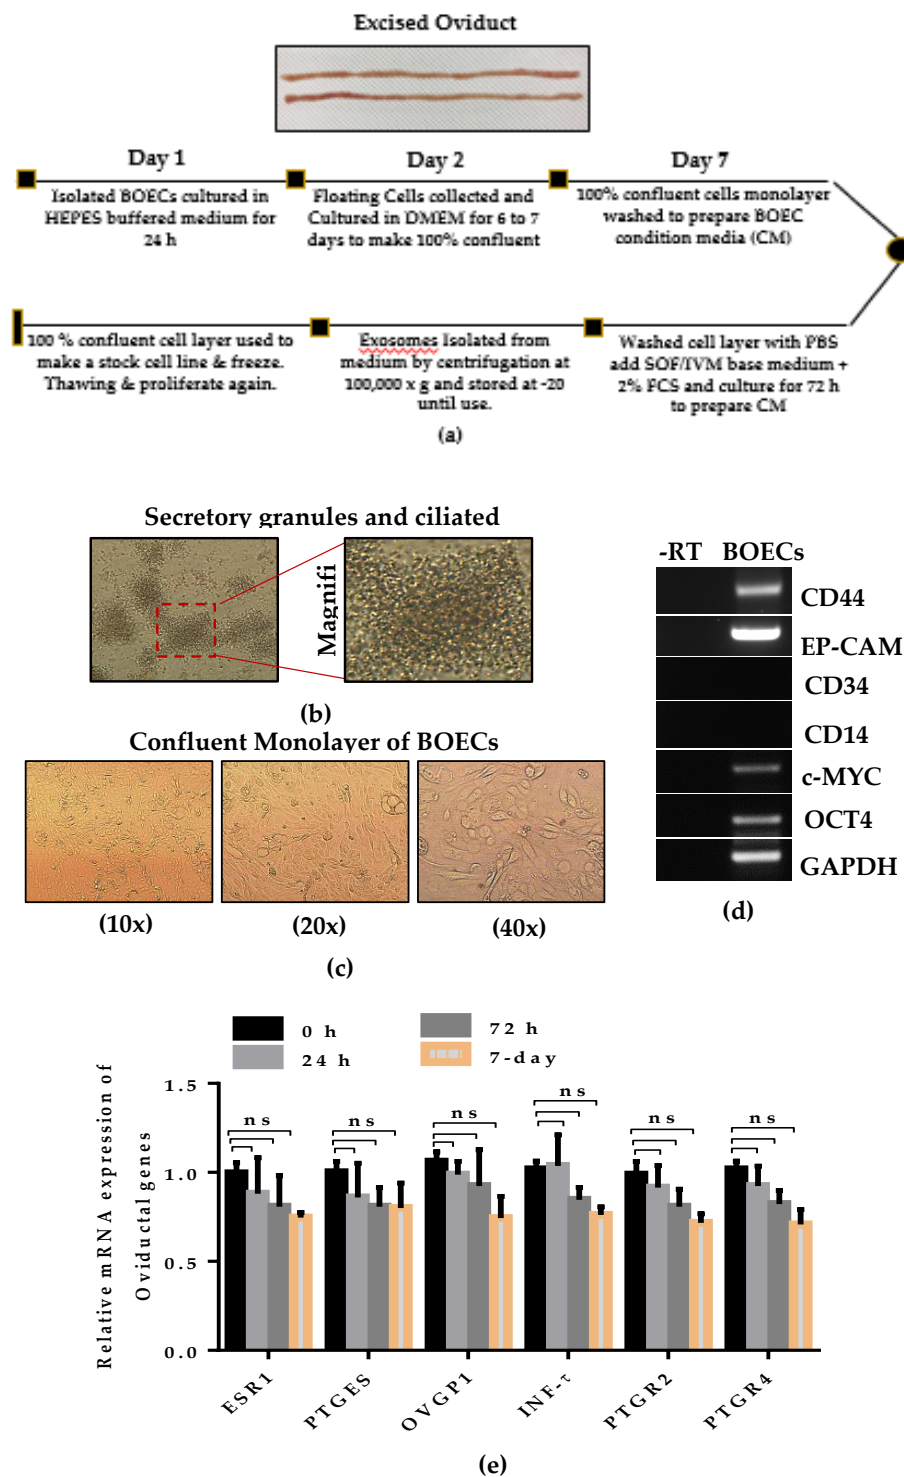 Excised Oviduct
Day 1
Isolated BOECs cultured in
HEPES buffered medium for
24 h
Day 2
Floating Cells collected and
Cultured in DMEM for 6 to 7
days to make 100% confluent
Day 7
100% confluent cells monolayer
washed to prepare BOEC
condition media (CM)
100 % confluent cell layer used to
make a stock cell line & freeze.
Thawing & proliferate again.
Exosomes Isolated from
medium by centrifugation at
100,000 x g and stored at -20
until use.
Washed cell layer with PBS
add SOF/IVM base medium +
2% FCS and culture for 72 h
to prepare CM
(a)
Secretory granules and ciliated
Magnifi
(b)
Confluent Monolayer of BOECs
(10x)
(20x)
(40x)
(c)
-RT BOECs
CD44
EP-CAM
CD34
CD14
c-MYC
OCT4
GAPDH
(d)
0 h
24 h
72 h
7-day
Relative mRNA expression of
Oviductal genes
1.5
1.0
0.5
0.0
ns
ns
ns
ns
ns
ns
ESR1
PTGES
OVGP1
INF-τ
PTGR2
PTGR4
(e)